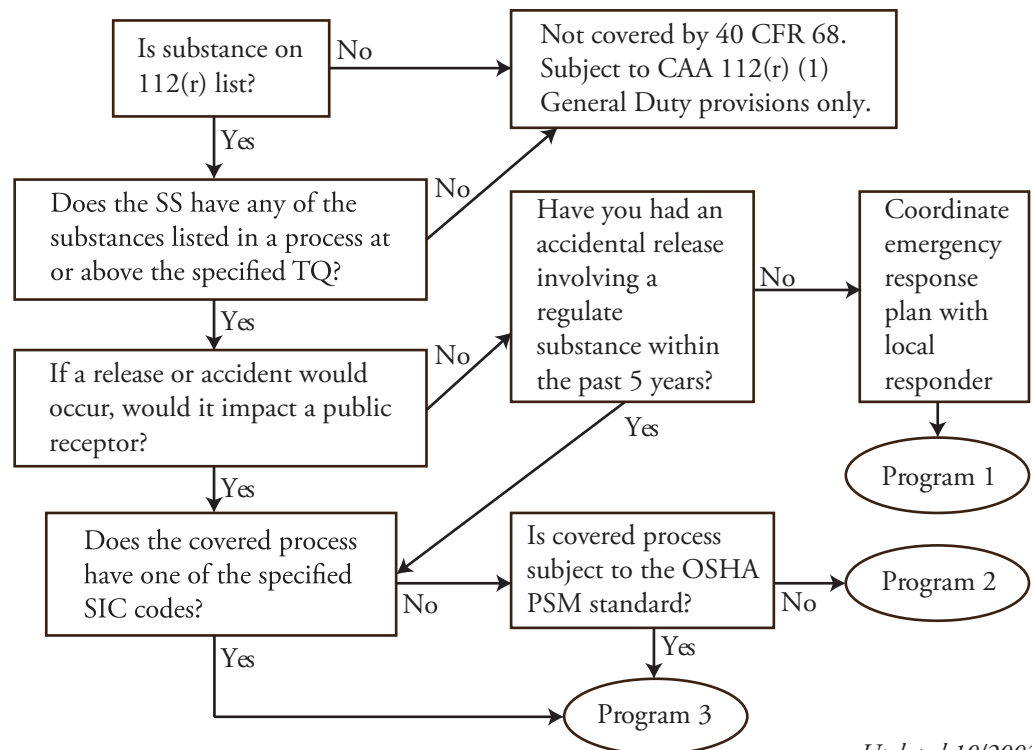 Is substance on
112(r) list?
No
Not covered by 40 CFR 68.
Subject to CAA 112(r) (1)
General Duty provisions only.
Yes
Does the SS have any of the
substances listed in a process at
or above the specified TQ?
No
Have you had an
accidental release
involving a
regulate
substance within
the past 5 years?
No
Coordinate
emergency
response
plan with
local
responder
Yes
If a release or accident would
occur, would it impact a public
receptor?
No
Yes
Program 1
Yes
Does the covered process
have one of the specified
SIC codes?
No
Is covered process
subject to the OSHA
PSM standard?
No
Program 2
Yes
Yes
Program 3